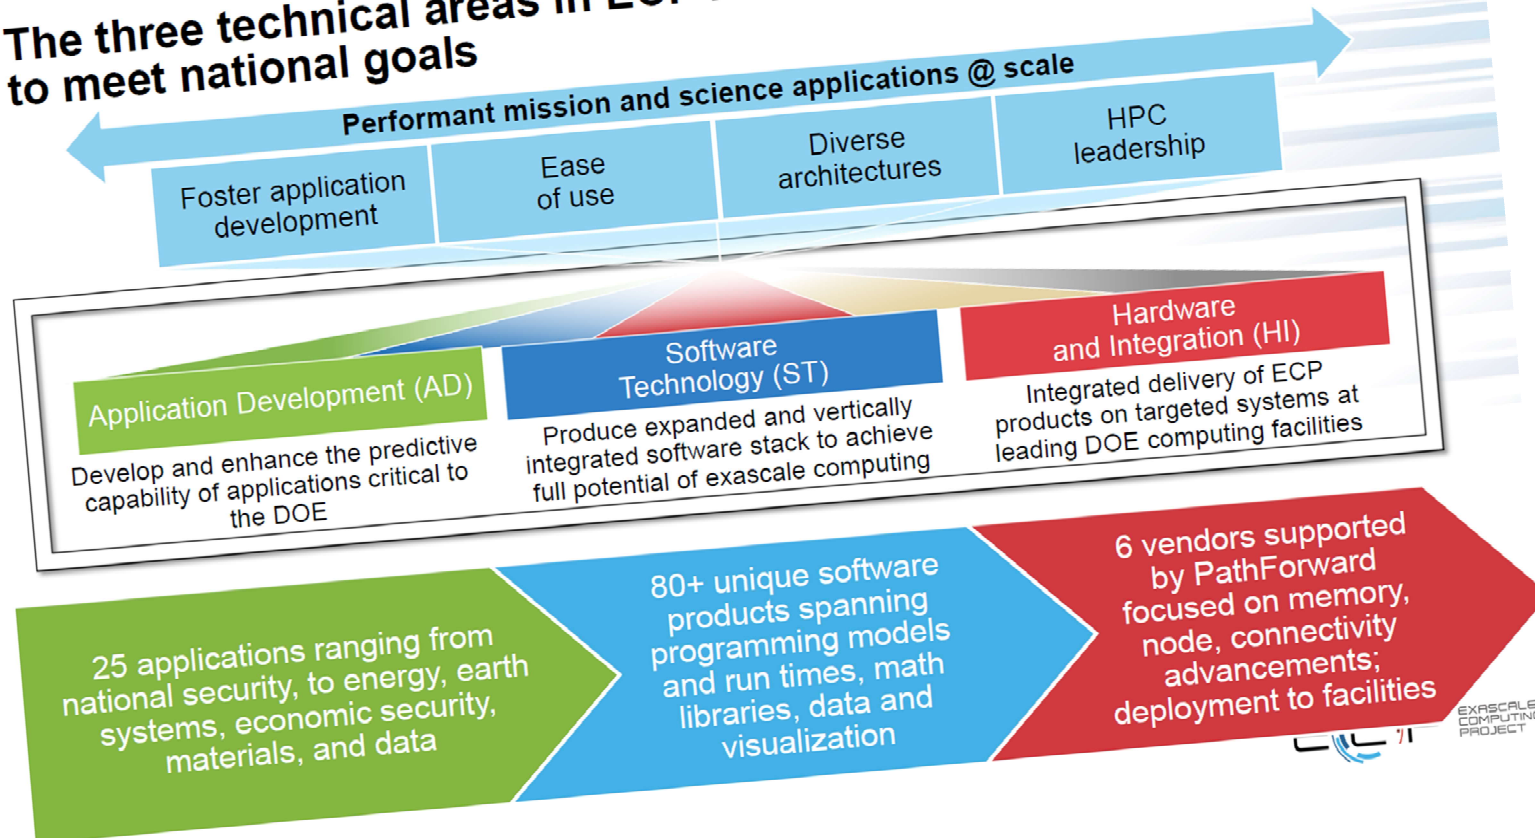 The three technical areas in ECP
to meet national goals
Performant mission and science applications @ scale
Foster application
development
Ease
of use
Diverse
architectures
HPC
leadership
Application Development (AD)
Develop and enhance the predictive
capability of applications critical to
the DOE
Software
Technology (ST)
Produce expanded and vertically
integrated software stack to achieve
full potential of exascale computing
Hardware
and Integration (HI)
Integrated delivery of ECP
products on targeted systems at
leading DOE computing facilities
25 applications ranging from
national security, to energy, earth
systems, economic security,
materials, and data
80+ unique software
products spanning
programming models
and run times, math
libraries, data and
visualization
6 vendors supported
by PathForward
focused on memory,
node, connectivity
advancements;
deployment to facilities
EXASCALE
COMPUTING
PROJECT